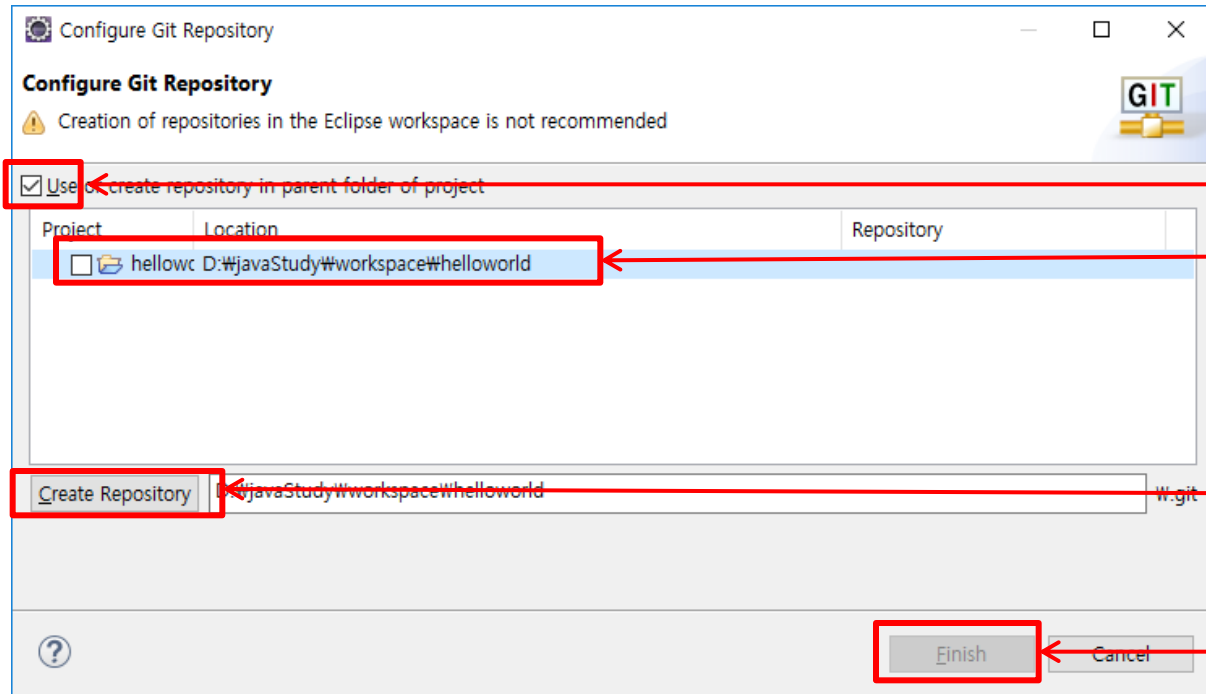 Configure Git Repository
Configure Git Repository
GIT
Creation of repositories in the Eclipse workspace is not recommended
Use or create repository in parent folder of project
Project Location Repository
hellowc D:₩javaStudy₩workspace₩helloworld
Create Repository D:₩javaStudy₩workspace₩helloworld ₩.git
? Finish Cancel